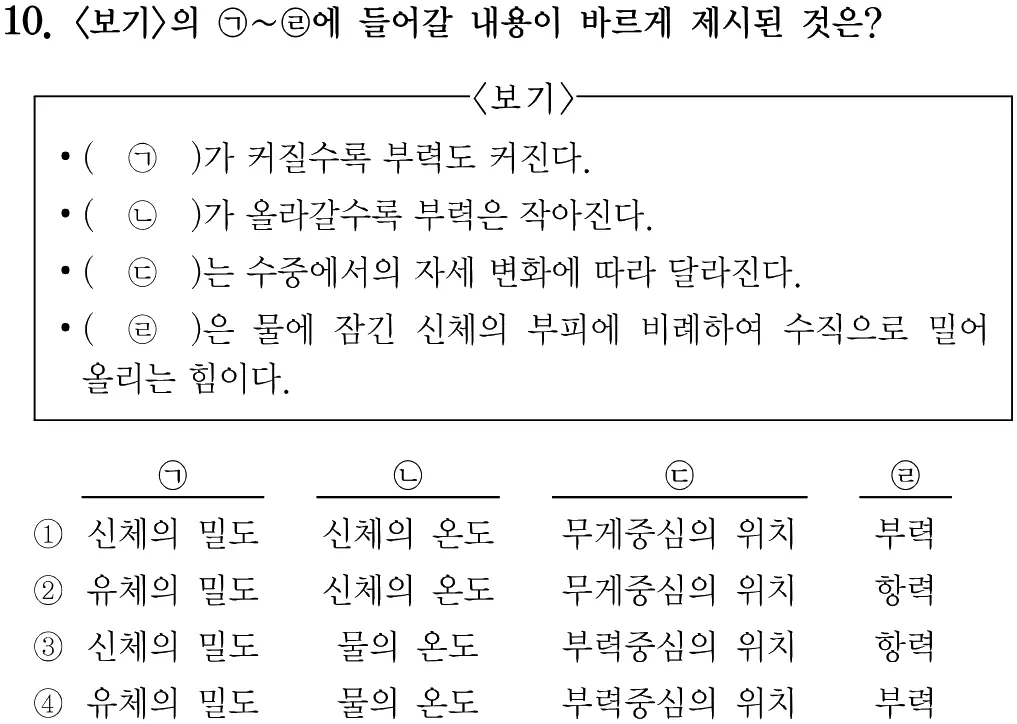 10. 〈보기〉의 ㉠~㉣에 들어갈 내용이 바르게 제시된 것은?
〈보기〉
• ( ㉠ )가 커질수록 부력도 커진다.
• ( ㉡ )가 올라갈수록 부력은 작아진다.
• ( ㉢ )는 수중에서의 자세 변화에 따라 달라진다.
• ( ㉣ )은 물에 잠긴 신체의 부피에 비례하여 수직으로 밀어
올리는 힘이다.
㉠ ㉡ ㉢ ㉣
① 신체의 밀도 신체의 온도 무게중심의 위치 부력
② 유체의 밀도 신체의 온도 무게중심의 위치 항력
③ 신체의 밀도 물의 온도 부력중심의 위치 항력
④ 유체의 밀도 물의 온도 부력중심의 위치 부력